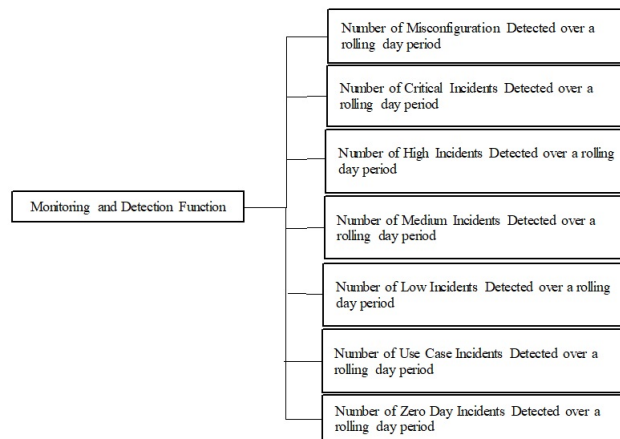 Number of Misconfiguration Detected over a
rolling day period
Number of Critical Incidents Detected over a
rolling day period
Number of High Incidents Detected over a rolling
day period
Monitoring and Detection Function
Number of Medium Incidents Detected over a
rolling day period
Number of Low Incidents Detected over a rolling
day period
Number of Use Case Incidents Detected over a
rolling day period
Number of Zero Day Incidents Detected over a
rolling day period